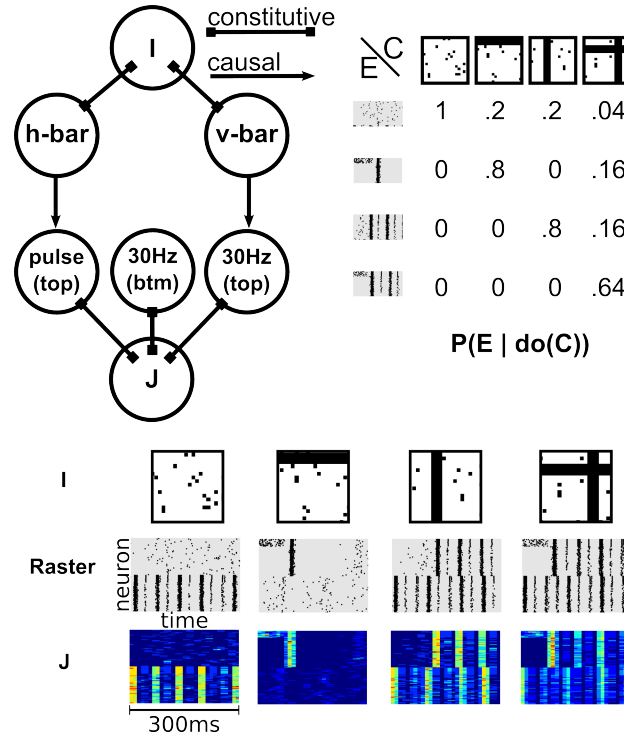 I
constitutive
causal
h-bar
v-bar
pulse
(top)
30Hz
(btm)
30Hz
(top)
J
E C
1 .2 .2 .04
0 .8 0 .16
0 0 .8 .16
0 0 0 .64
P(E | do(C))
I
Raster
neuron
time
J
300ms